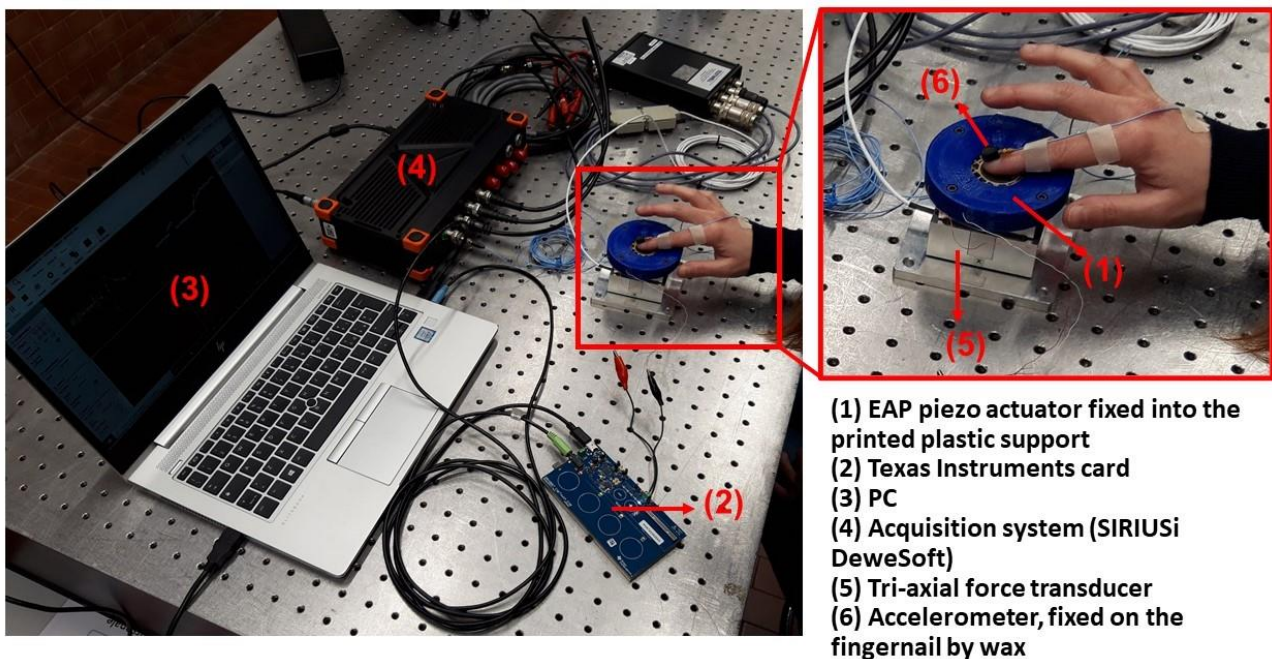 (4)
(3)
(2)
(6)
(1)
(5)
(1) EAP piezo actuator fixed into the
printed plastic support
(2) Texas Instruments card
(3) PC
(4) Acquisition system (SIRIUSi
DeweSoft)
(5) Tri-axial force transducer
(6) Accelerometer, fixed on the
fingernail by wax